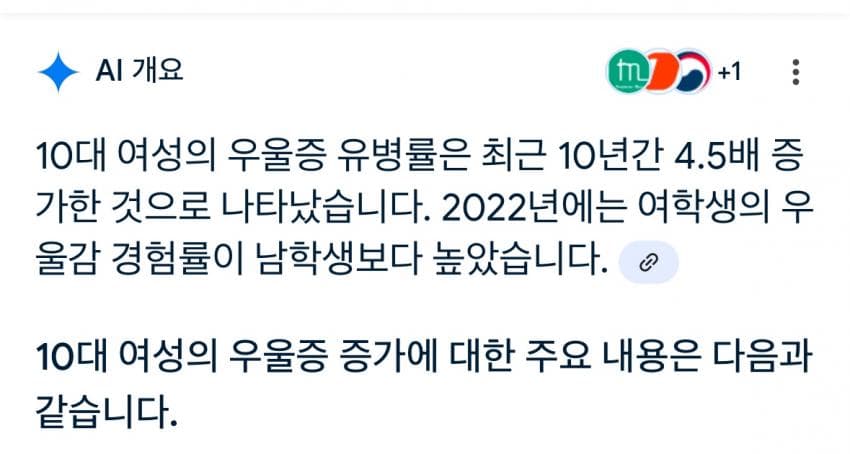 AI 개요
+1
10대 여성의 우울증 유병률은 최근 10년간 4.5배 증
가한 것으로 나타났습니다. 2022년에는 여학생의 우
울감 경험률이 남학생보다 높았습니다.
10대 여성의 우울증 증가에 대한 주요 내용은 다음과
같습니다.